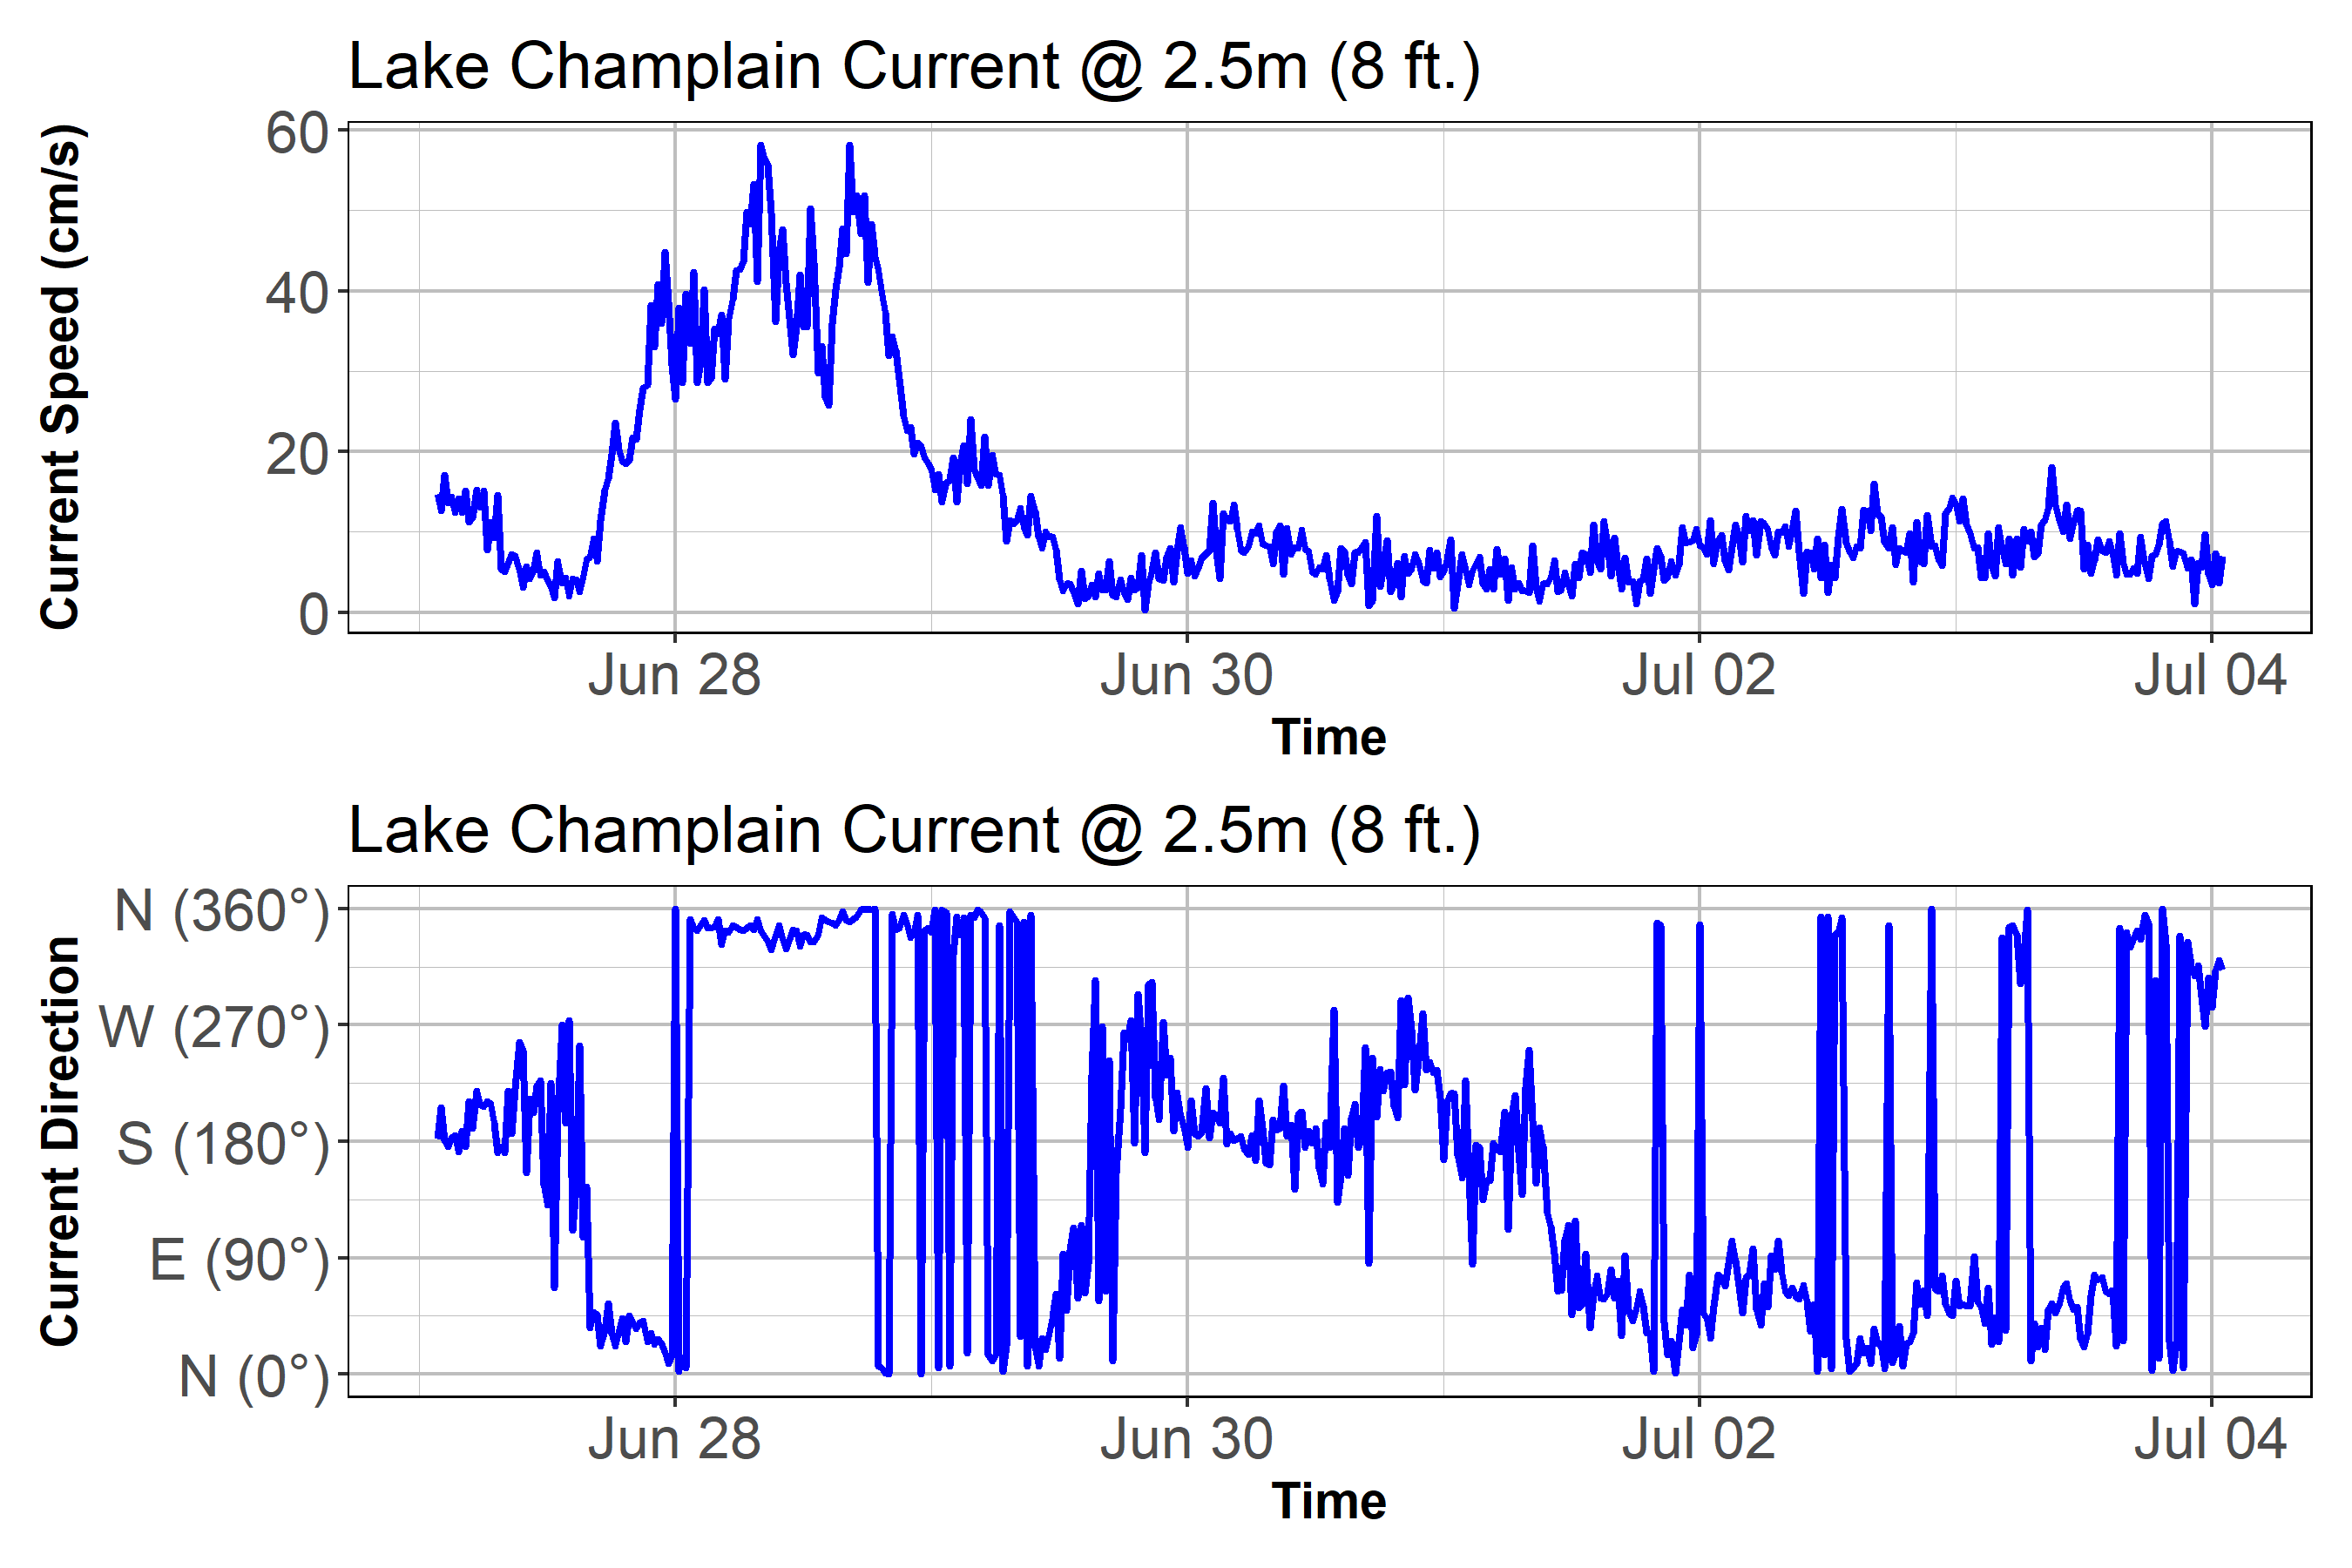 Lake Champlain Current @ 2.5m (8 ft.)
Current Speed (cm/s)
60
40
20
0
Jun 28 Jun 30 Jul 02 Jul 04
Time
Lake Champlain Current @ 2.5m (8 ft.)
Current Direction
N (360°)
W (270°)
S (180°)
E (90°)
N (0°)
Jun 28 Jun 30 Jul 02 Jul 04
Time